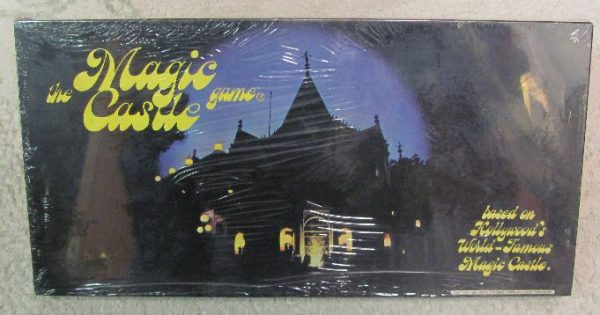 the Magic
Castle game®
based on
Hollywood's
World-Famous
Magic Castle.